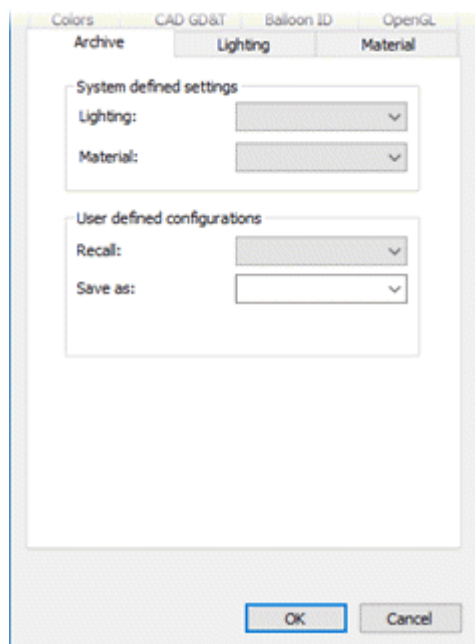 Colors CAD GD&T Balloon ID OpenGL
Archive Lighting Material
System defined settings
Lighting:
Material:
User defined configurations
Recall:
Save as:
OK Cancel